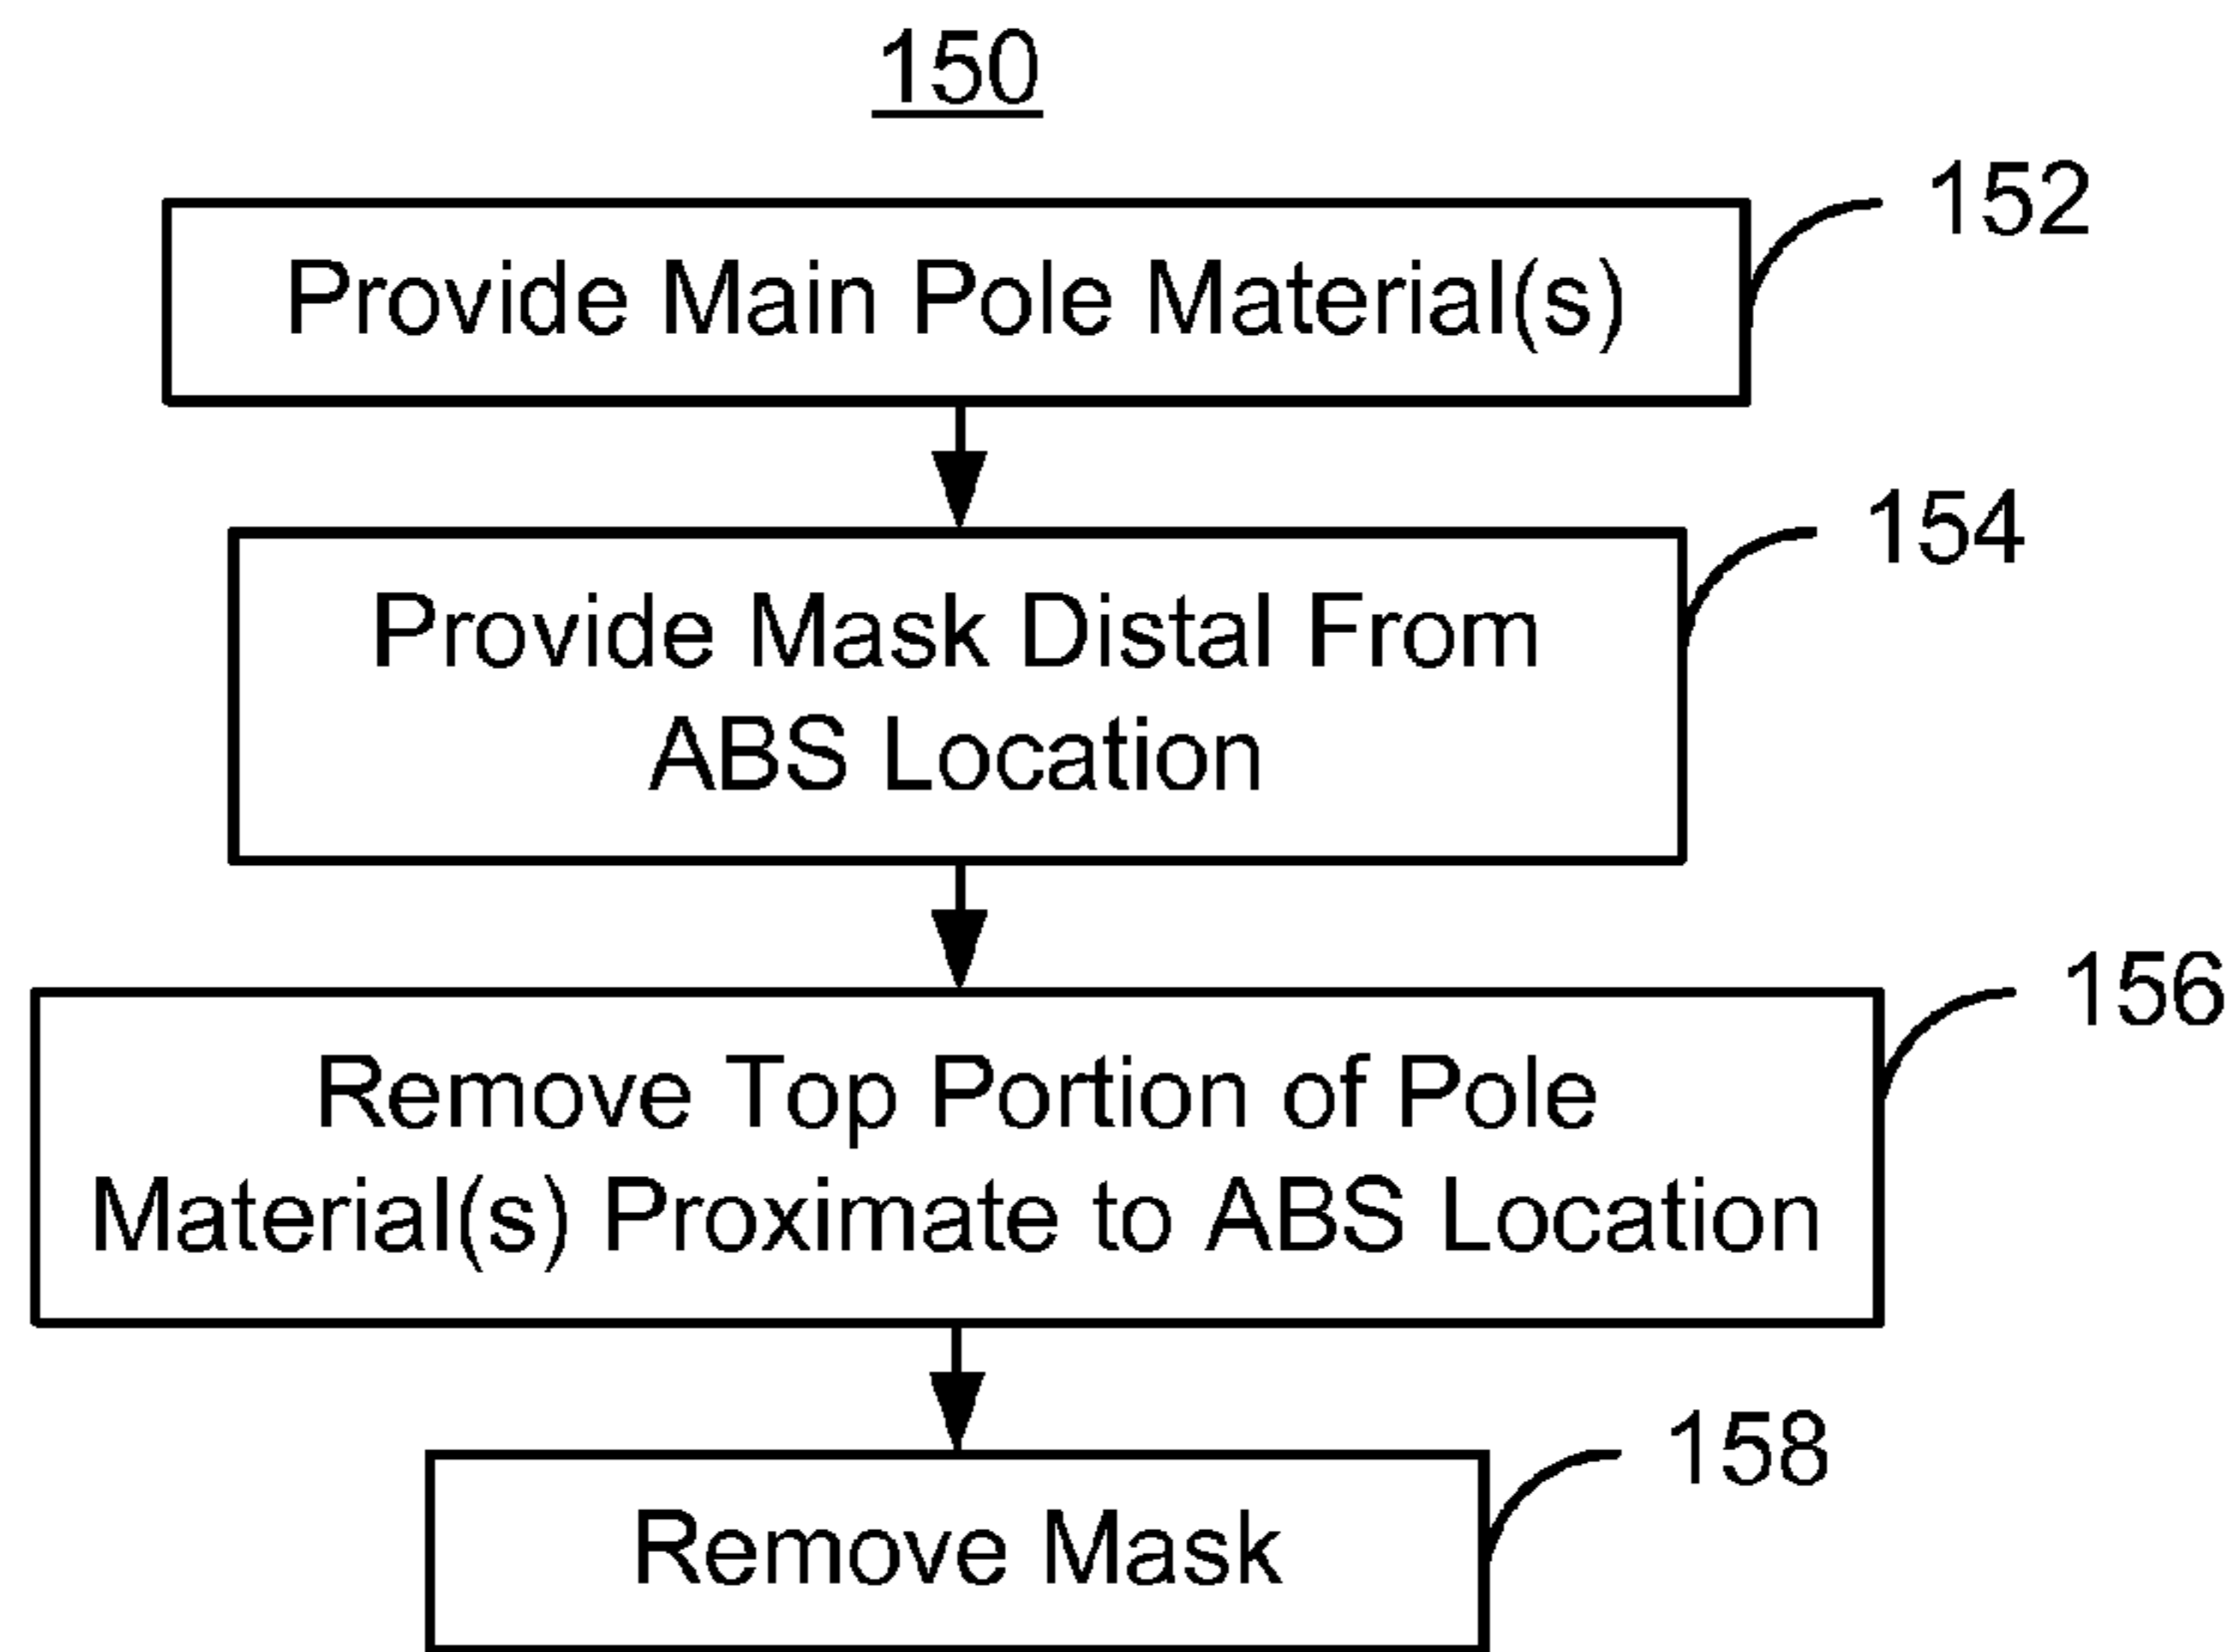 150
152
Provide Main Pole Material(s)
154
Provide Mask Distal From
ABS Location
156
Remove Top Portion of Pole
Material(s) Proximate to ABS Location
158
Remove Mask